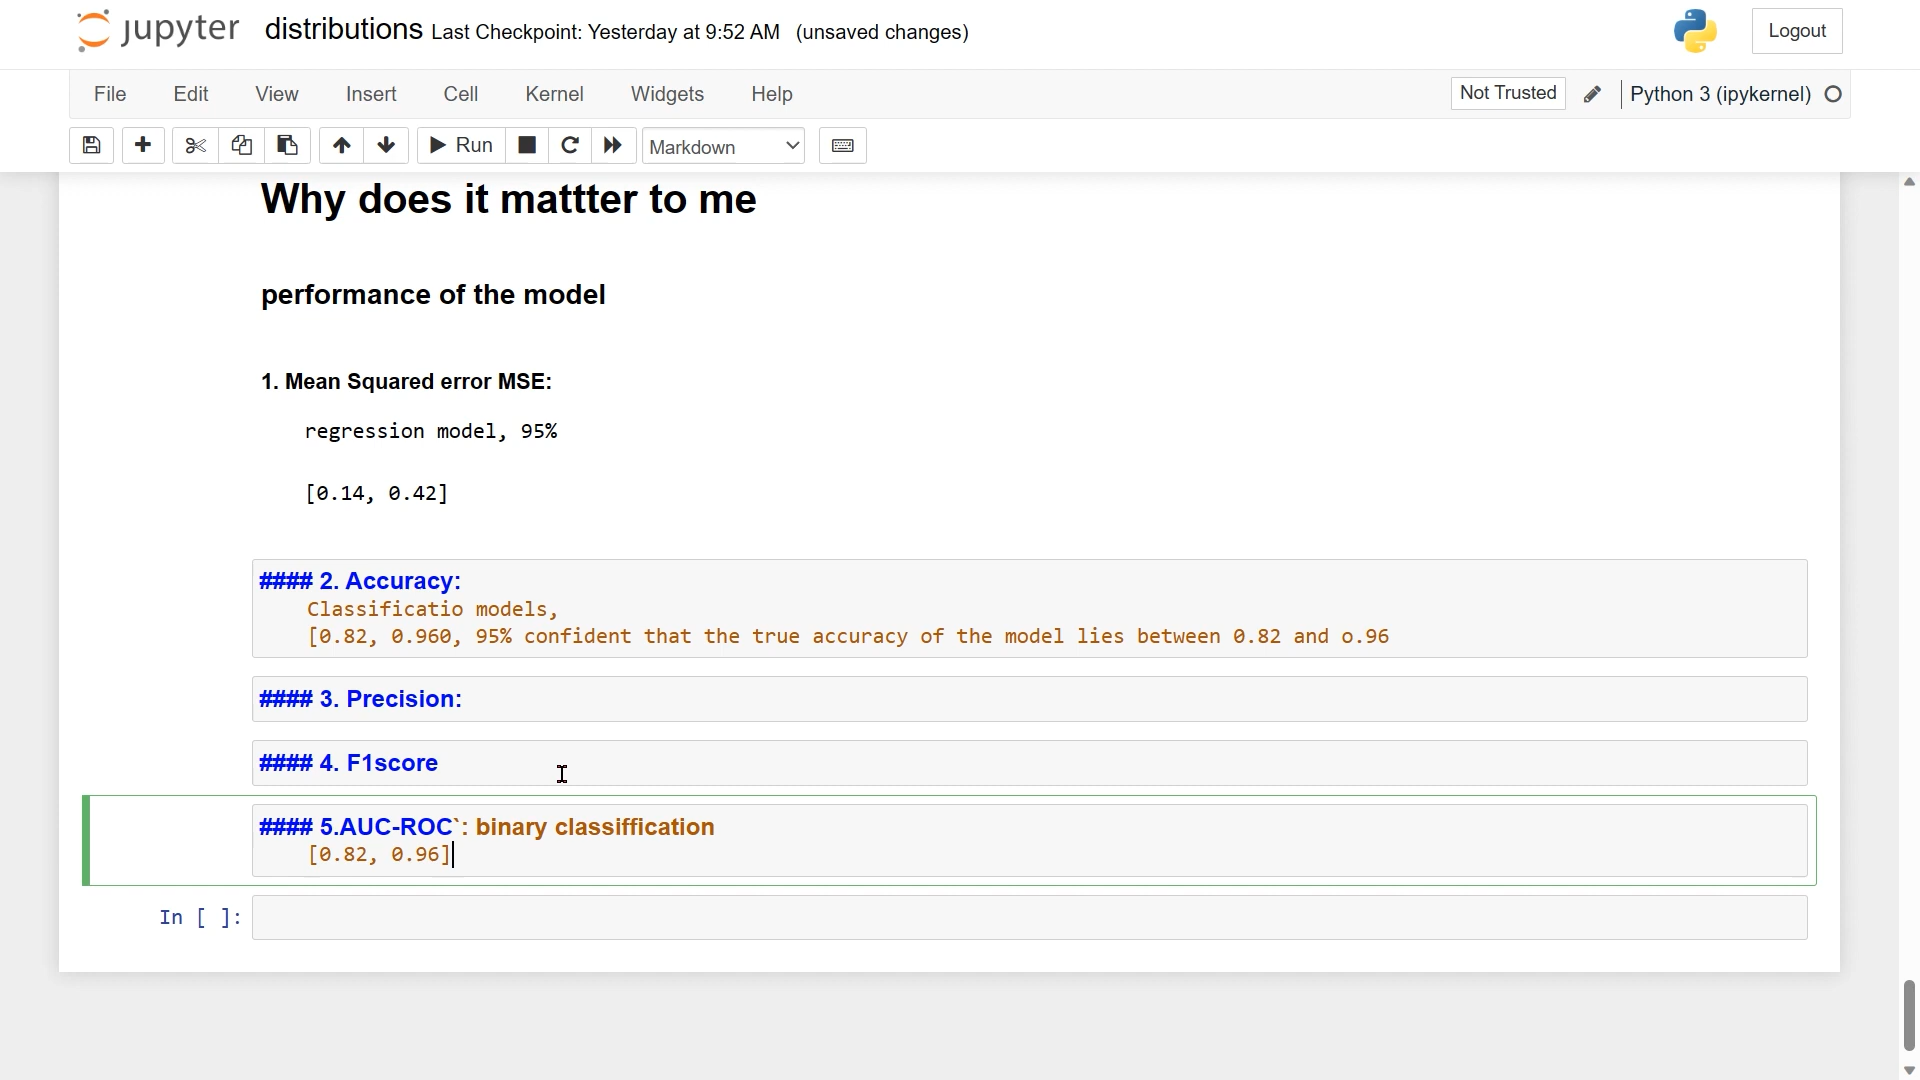 jupyter distributions Last Checkpoint: Yesterday at 9:52 AM (unsaved changes) Logout
File Edit View Insert Cell Kernel Widgets Help Not Trusted Python 3 (ipykernel)
Run Markdown
Why does it mattter to me
performance of the model
1. Mean Squared error MSE:
regression model, 95%
[0.14, 0.42]
#### 2. Accuracy:
Classificatio models,
[0.82, 0.960, 95% confident that the true accuracy of the model lies between 0.82 and o.96
#### 3. Precision:
#### 4. F1score
#### 5.AUC-ROC`: binary classiffication
[0.82, 0.96]
In [ ]: